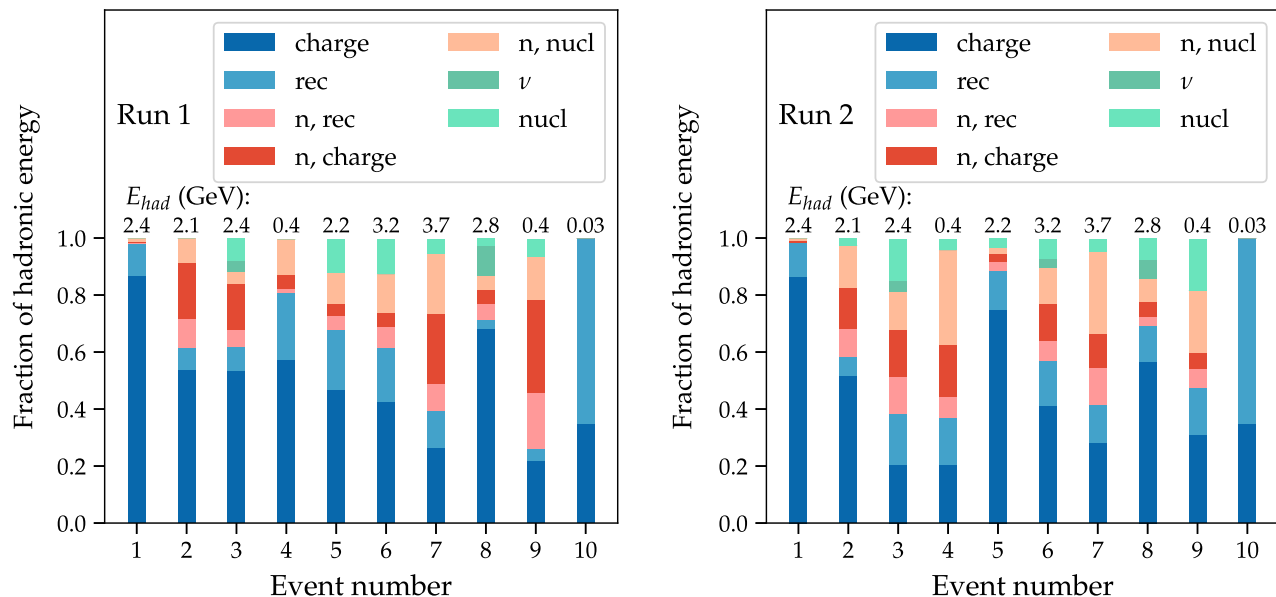 charge
rec
n, rec
n, charge
n, nucl
ν
nucl
Run 1
E_had (GeV):
2.4 2.1 2.4 0.4 2.2 3.2 3.7 2.8 0.4 0.03
1.0
0.8
0.6
0.4
0.2
0.0
Fraction of hadronic energy
1 2 3 4 5 6 7 8 9 10
Event number
charge
rec
n, rec
n, charge
n, nucl
ν
nucl
Run 2
E_had (GeV):
2.4 2.1 2.4 0.4 2.2 3.2 3.7 2.8 0.4 0.03
1.0
0.8
0.6
0.4
0.2
0.0
Fraction of hadronic energy
1 2 3 4 5 6 7 8 9 10
Event number